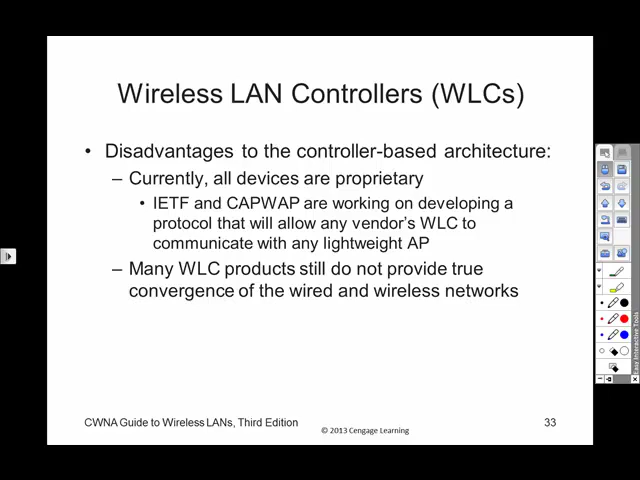 Wireless LAN Controllers (WLCs)
• Disadvantages to the controller-based architecture:
– Currently, all devices are proprietary
• IETF and CAPWAP are working on developing a
protocol that will allow any vendor's WLC to
communicate with any lightweight AP
– Many WLC products still do not provide true
convergence of the wired and wireless networks
CWNA Guide to Wireless LANs, Third Edition
© 2013 Cengage Learning
33
Easy Interactive Tools